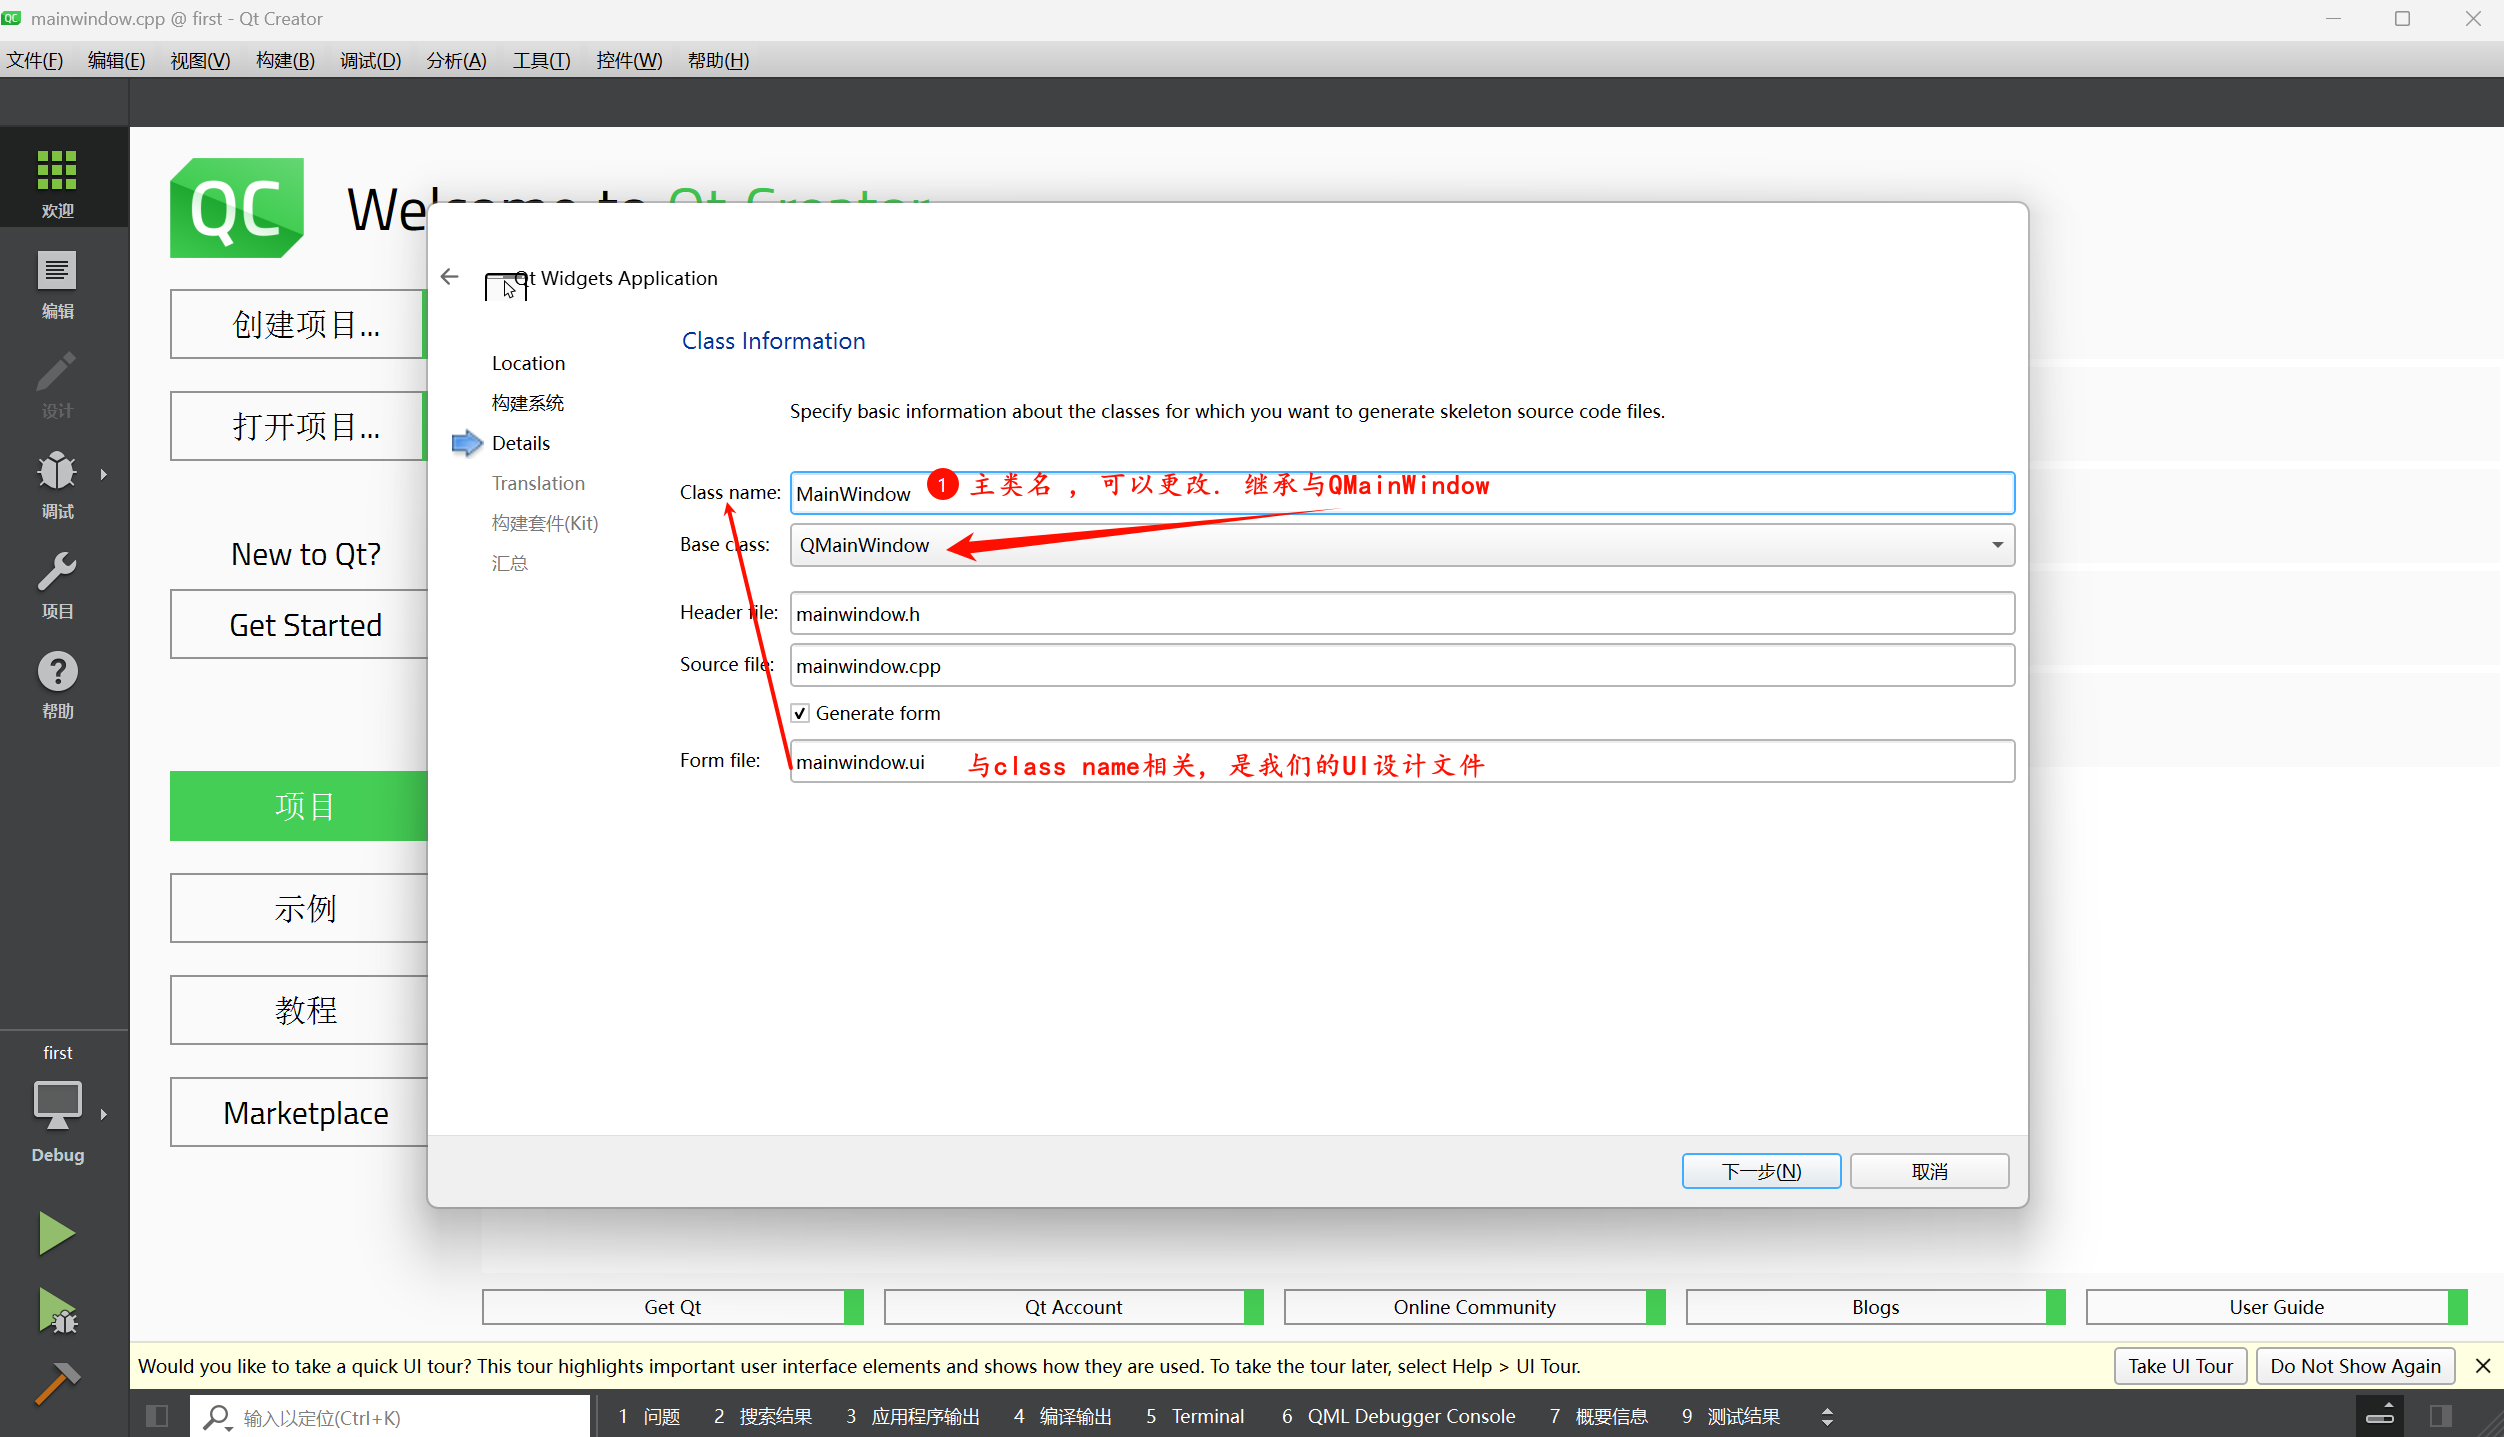 mainwindow.cpp @ first - Qt Creator
文件(F) 编辑(E) 视图(V) 构建(B) 调试(D) 分析(A) 工具(T) 控件(W) 帮助(H)
欢迎
编辑
设计
调试
项目
帮助
first
Debug
QC
Welcome to Qt Creator
创建项目...
打开项目...
New to Qt?
Get Started
项目
示例
教程
Marketplace
Qt Widgets Application
Location
构建系统
Details
Translation
构建套件(Kit)
汇总
Class Information
Specify basic information about the classes for which you want to generate skeleton source code files.
Class name: MainWindow 1 主类名 ，可以更改. 继承与QMainWindow
Base class: QMainWindow
Header file: mainwindow.h
Source file: mainwindow.cpp
Generate form
Form file: mainwindow.ui 与class name相关，是我们的UI设计文件
下一步(N) 取消
Get Qt Qt Account Online Community Blogs User Guide
Would you like to take a quick UI tour? This tour highlights important user interface elements and shows how they are used. To take the tour later, select Help > UI Tour.
Take UI Tour Do Not Show Again
输入以定位(Ctrl+K) 1 问题 2 搜索结果 3 应用程序输出 4 编译输出 5 Terminal 6 QML Debugger Console 7 概要信息 9 测试结果